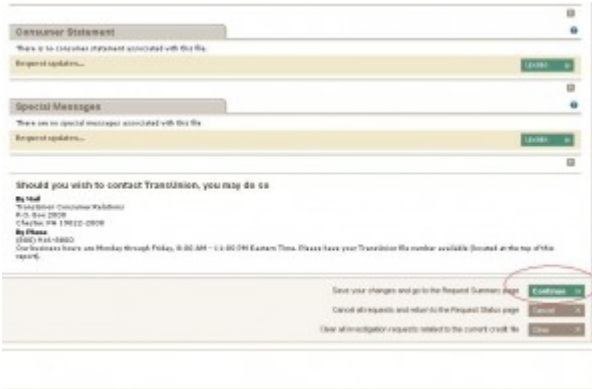 Consumer Statement
There is no consumer statement associated with this file.
Request updates...
Update
Special Messages
There are no special messages associated with this file
Request updates...
Update
Should you wish to contact TransUnion, you may do so
By Mail
TransUnion Consumer Relations
P.O. Box 2000
Chester, PA 19022-2000
By Phone
(800) 916-8800
Our business hours are Monday through Friday, 8:30 AM - 11:00 PM Eastern Time. Please have your TransUnion file number available (located at the top of this
report).
Save your changes and go to the Request Summary page
Continue
Cancel all requests and return to the Request Status page
Cancel
Clear all investigation requests related to the current credit file
Clear